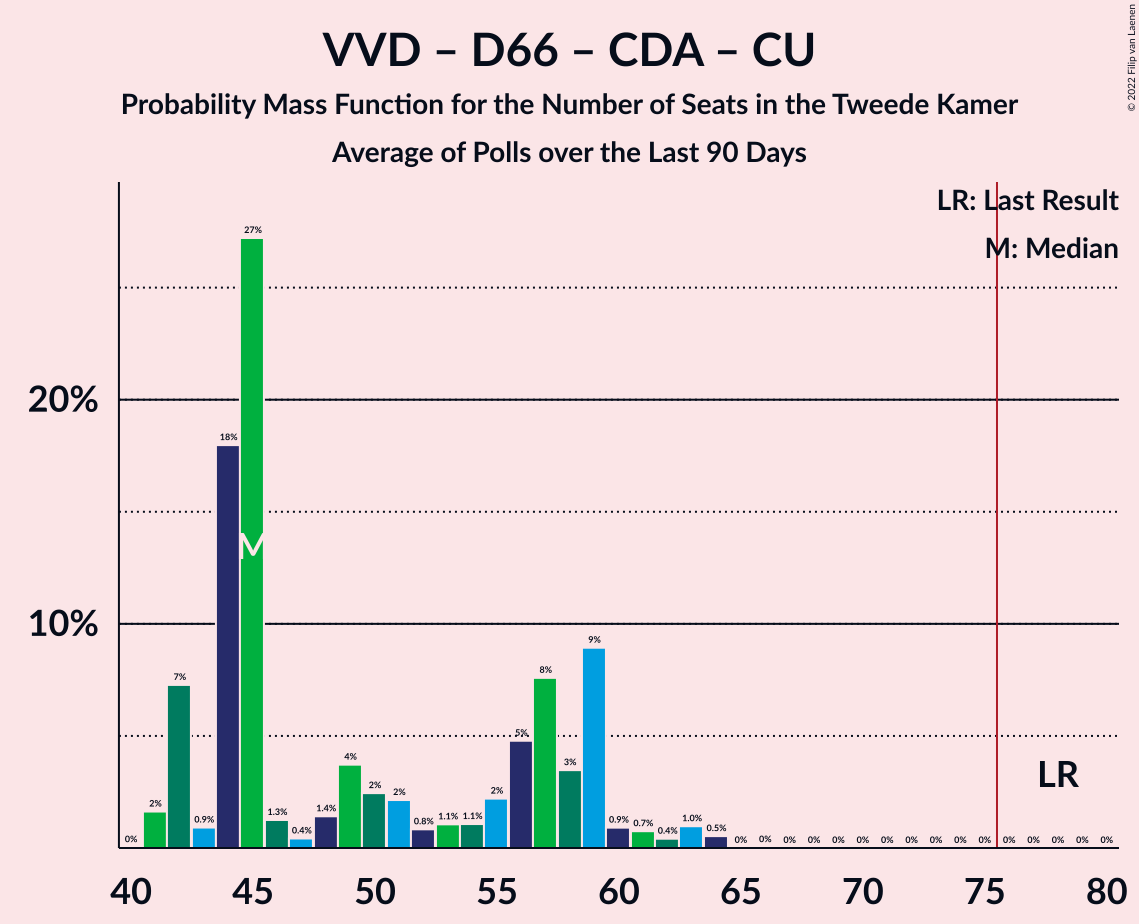 VVD – D66 – CDA – CU
Probability Mass Function for the Number of Seats in the Tweede Kamer
Average of Polls over the Last 90 Days
© 2022 Filip van Laenen
LR: Last Result
M: Median
20%
10%
0% 2% 7% 0.9% 18% 27% 1.3% 0.4% 1.4% 4% 2% 2% 0.8% 1.1% 1.1% 2% 5% 8% 3% 9% 0.9% 0.7% 0.4% 1.0% 0.5% 0% 0% 0% 0% 0% 0% 0% 0% 0% 0% 0% 0% 0% 0% 0% 0%
M
LR
40 45 50 55 60 65 70 75 80